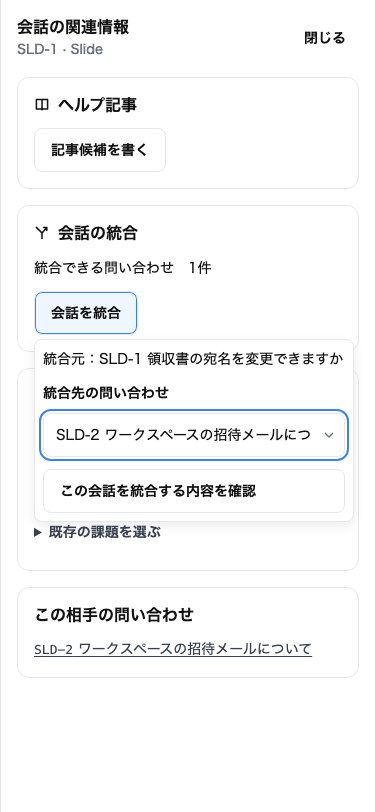 会話の関連情報
SLD-1 · Slide
閉じる
ヘルプ記事
記事候補を書く
会話の統合
統合できる問い合わせ 1件
会話を統合
統合元：SLD-1 領収書の宛名を変更できますか
統合先の問い合わせ
SLD-2 ワークスペースの招待メールにつ
この会話を統合する内容を確認
▶ 既存の課題を選ぶ
この相手の問い合わせ
SLD-2 ワークスペースの招待メールについて